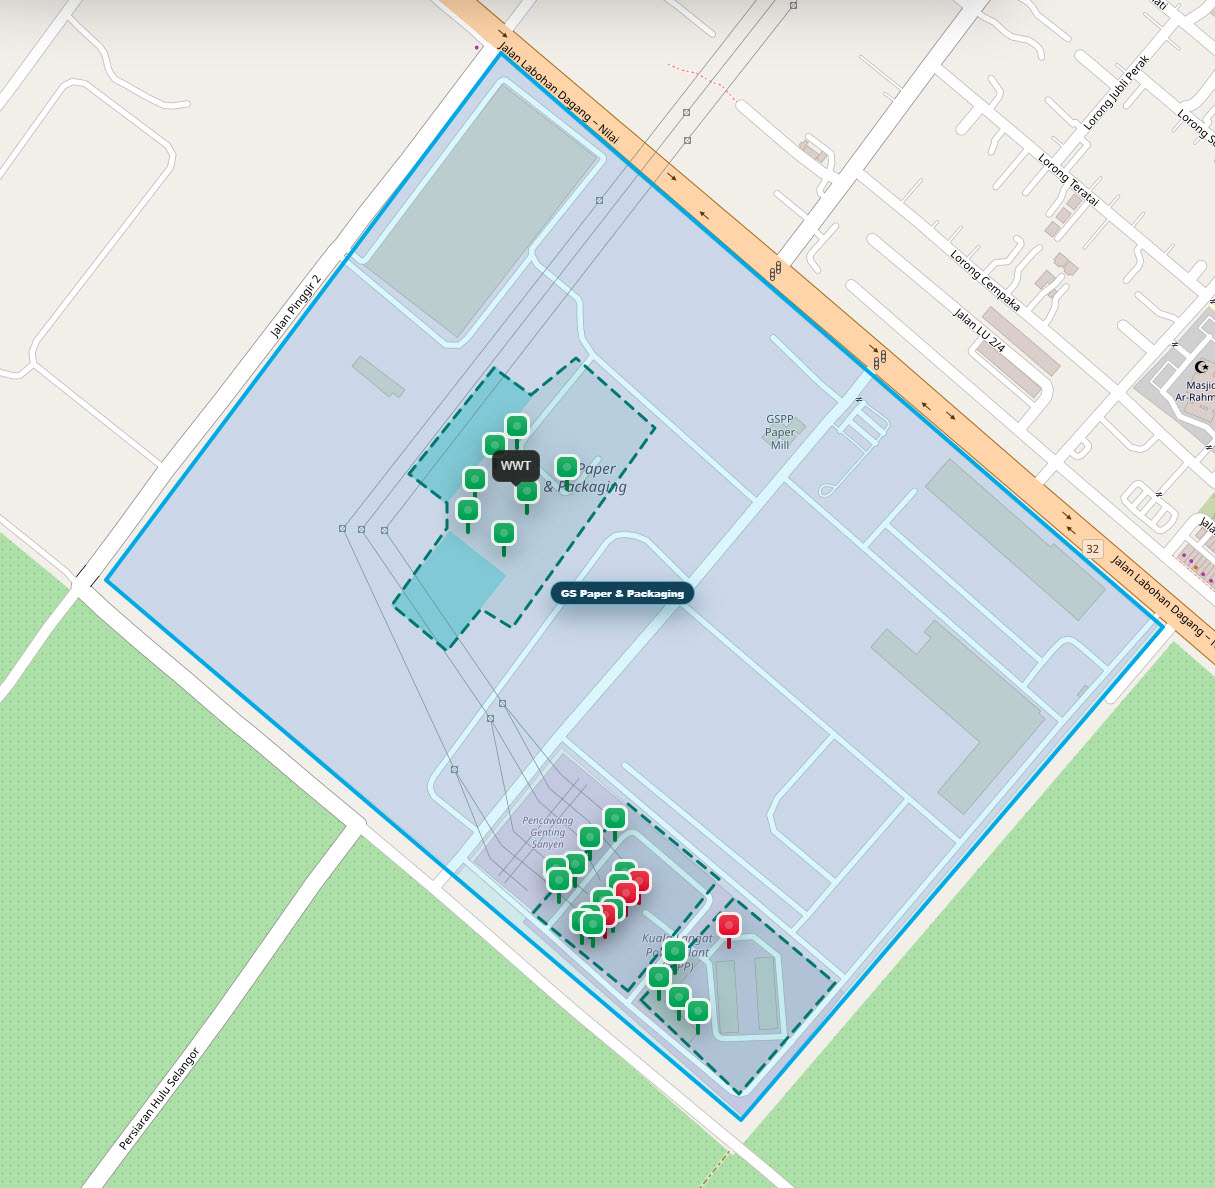 Jalan Labohan Dagang – Nilai
Lorong Jubli Perak
Lorong Teratai
Lorong Cempaka
Jalan LU 2/4
Jalan Pinggir 2
Masjid
Ar-Rahm
GSPP
Paper
Mill
WWT
Paper
& Packaging
32
GS Paper & Packaging
Jalan Labohan Dagang –
Pencawang
Genting
Sanyen
Persiaran Hulu Selangor